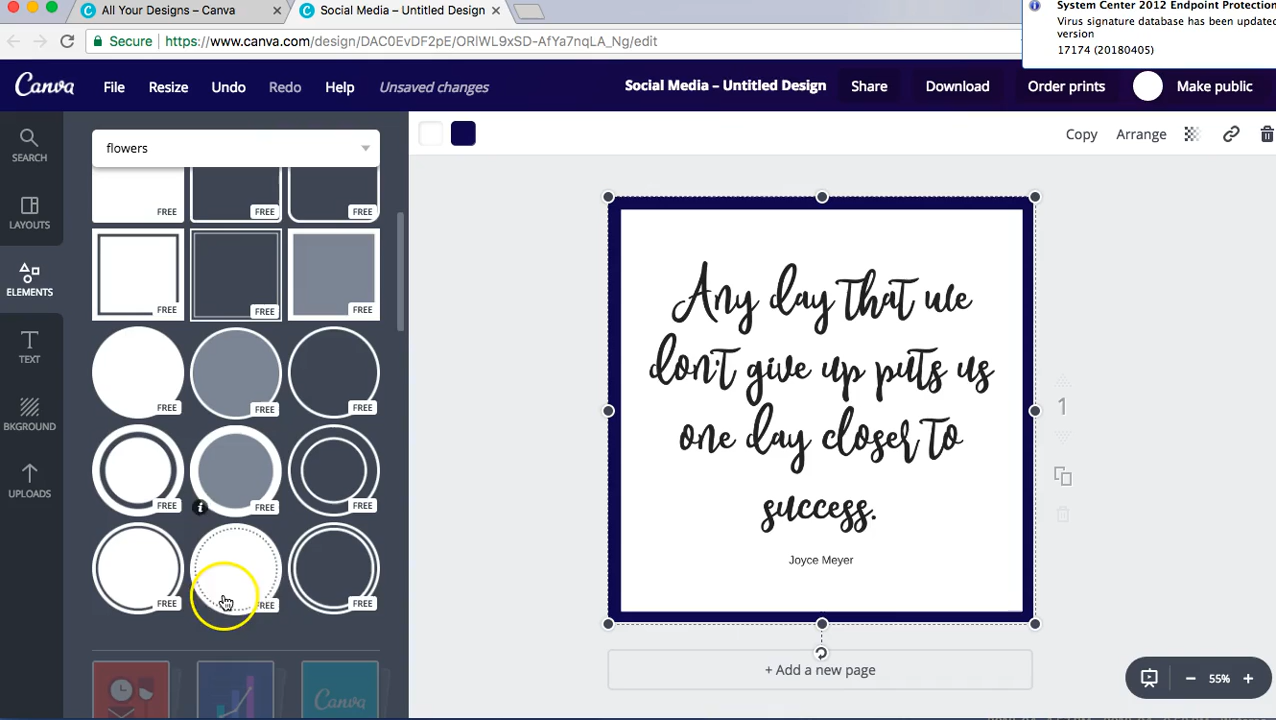 All Your Designs – Canva
Social Media – Untitled Design
System Center 2012 Endpoint Protection
Virus signature database has been updated
version
17174 (20180405)
Secure
https://www.canva.com/design/DAC0EvDF2pE/ORlWL9xSD-AfYa7nqLA_Ng/edit
Canva
File
Resize
Undo
Redo
Help
Unsaved changes
Social Media – Untitled Design
Share
Download
Order prints
Make public
SEARCH
LAYOUTS
ELEMENTS
TEXT
BKGROUND
UPLOADS
flowers
FREE FREE FREE
FREE FREE FREE
FREE FREE FREE
FREE FREE FREE
FREE FREE FREE
Canva
Copy
Arrange
Any day that we
don't give up puts us
one day closer to
success.
Joyce Meyer
1
+ Add a new page
55%